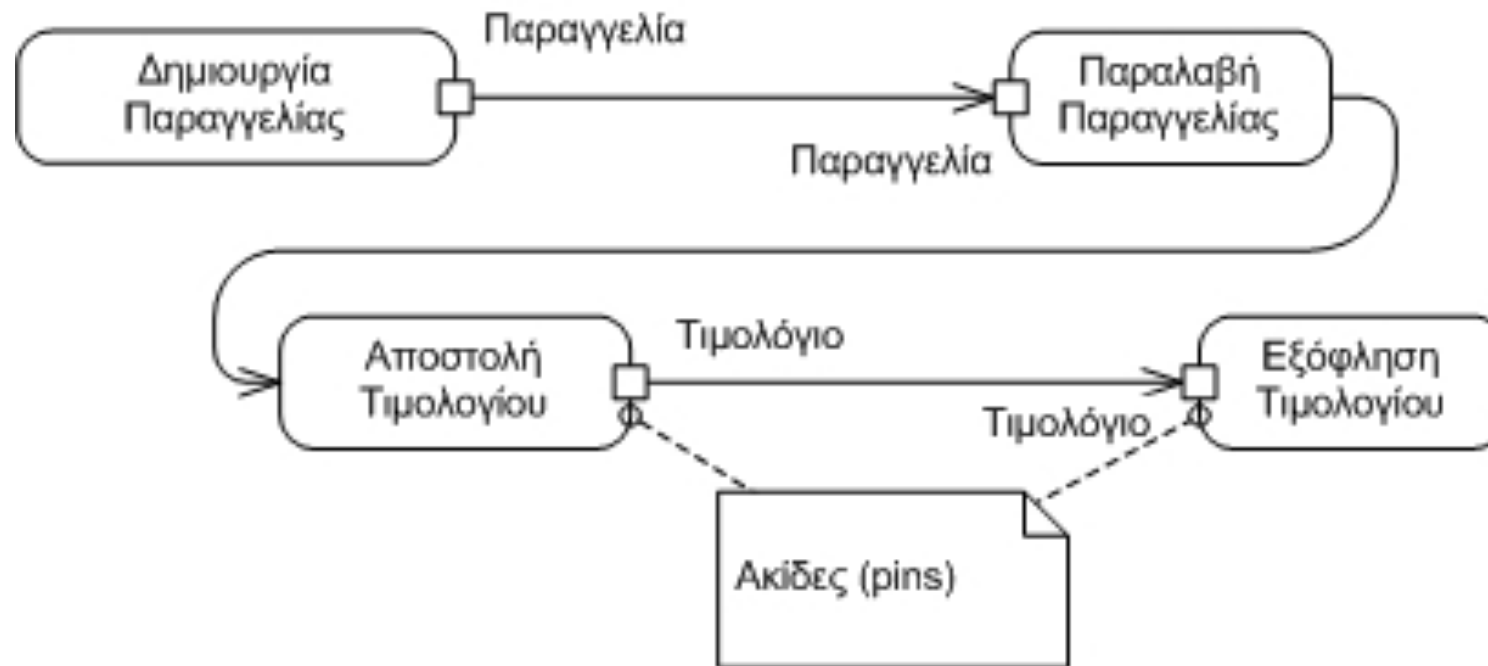 Παραγγελία
Δημιουργία
Παραγγελίας
Παραλαβή
Παραγγελίας
Παραγγελία
Αποστολή
Τιμολογίου
Τιμολόγιο
Τιμολόγιο
Εξόφληση
Τιμολογίου
Ακίδες (pins)